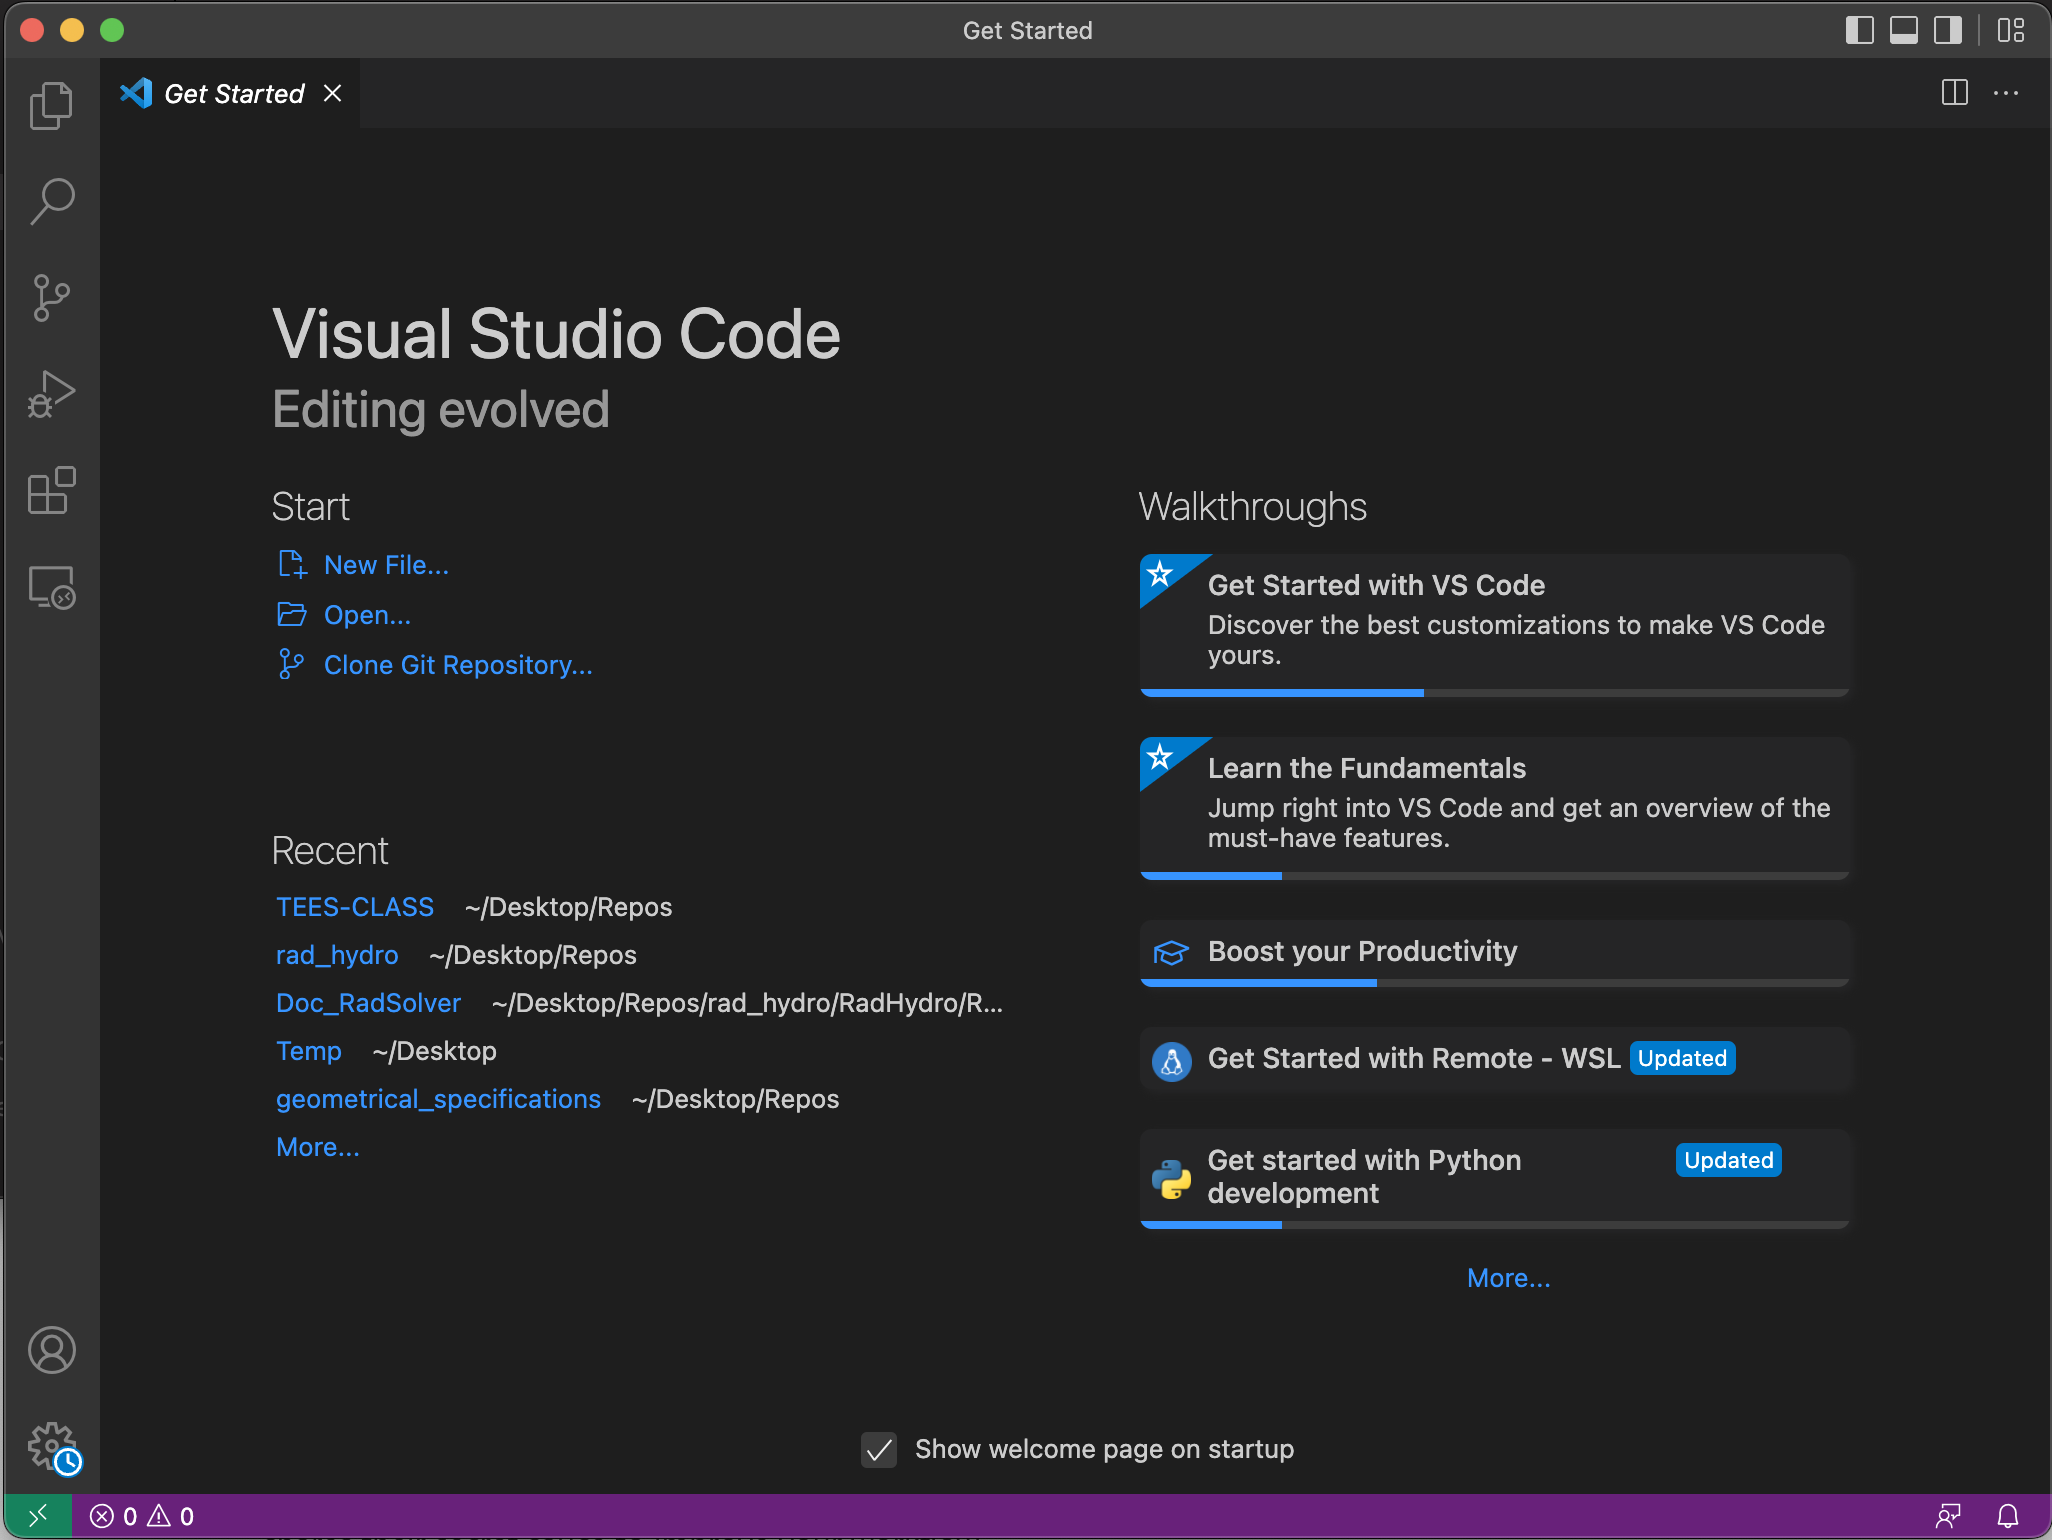 Get Started
Get Started
Visual Studio Code
Editing evolved
Start
New File...
Open...
Clone Git Repository...
Recent
TEES-CLASS ~/Desktop/Repos
rad_hydro ~/Desktop/Repos
Doc_RadSolver ~/Desktop/Repos/rad_hydro/RadHydro/R...
Temp ~/Desktop
geometrical_specifications ~/Desktop/Repos
More...
Walkthroughs
Get Started with VS Code
Discover the best customizations to make VS Code
yours.
Learn the Fundamentals
Jump right into VS Code and get an overview of the
must-have features.
Boost your Productivity
Get Started with Remote - WSL Updated
Get started with Python Updated
development
More...
Show welcome page on startup
0 0